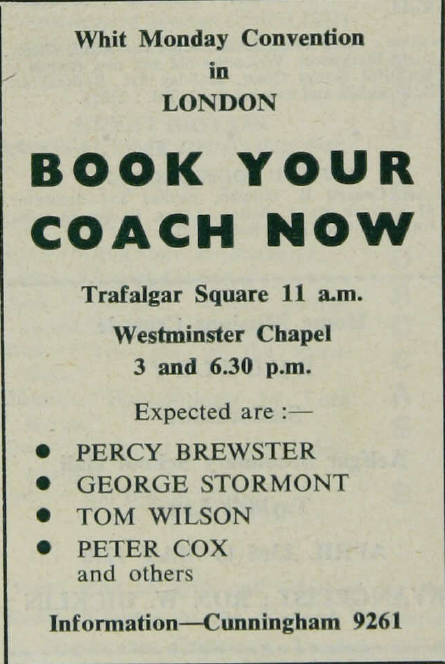 Whit Monday Convention
in
LONDON
BOOK YOUR
COACH NOW
Trafalgar Square 11 a.m.
Westminster Chapel
3 and 6.30 p.m.
Expected are :—
● PERCY BREWSTER
● GEORGE STORMONT
● TOM WILSON
● PETER COX
and others
Information—Cunningham 9261